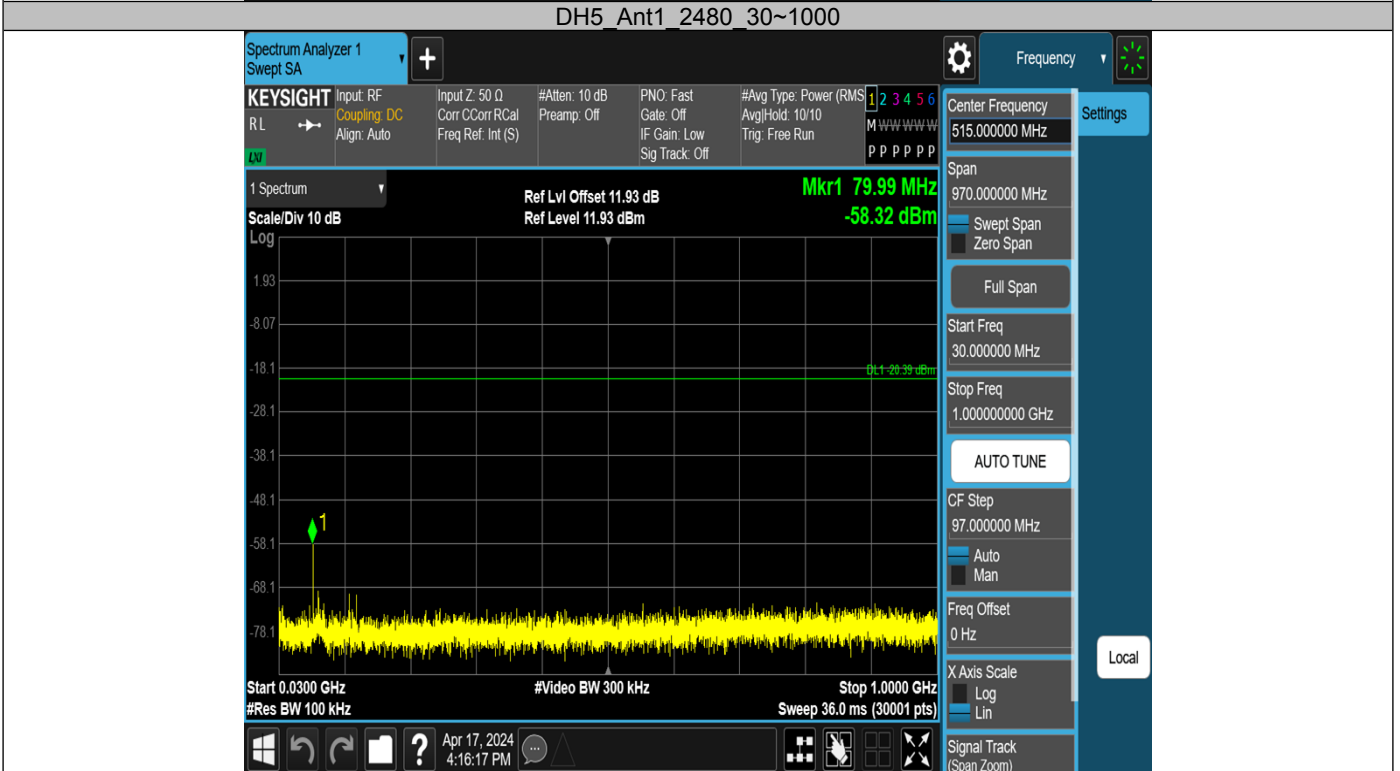 DH5_Ant1_2480_30~1000
Spectrum Analyzer 1
Swept SA
+
Frequency
KEYSIGHT
RL
LXI
Input: RF
Coupling: DC
Align: Auto
Input Z: 50 Ω
Corr CCorr RCal
Freq Ref: Int (S)
#Atten: 10 dB
Preamp: Off
PNO: Fast
Gate: Off
IF Gain: Low
Sig Track: Off
#Avg Type: Power (RMS
Avg|Hold: 10/10
Trig: Free Run
1 2 3 4 5 6
M W W W W W
P P P P P P
1 Spectrum
Scale/Div 10 dB
Log
Ref Lvl Offset 11.93 dB
Ref Level 11.93 dBm
Mkr1 79.99 MHz
-58.32 dBm
1.93
-8.07
-18.1
DL1 -20.39 dBm
-28.1
-38.1
-48.1
1
-58.1
-68.1
-78.1
Start 0.0300 GHz
#Res BW 100 kHz
#Video BW 300 kHz
Stop 1.0000 GHz
Sweep 36.0 ms (30001 pts)
?
Apr 17, 2024
4:16:17 PM
Center Frequency
515.000000 MHz
Settings
Span
970.000000 MHz
Swept Span
Zero Span
Full Span
Start Freq
30.000000 MHz
Stop Freq
1.000000000 GHz
AUTO TUNE
CF Step
97.000000 MHz
Auto
Man
Freq Offset
0 Hz
X Axis Scale
Log
Lin
Signal Track
(Span Zoom)
Local